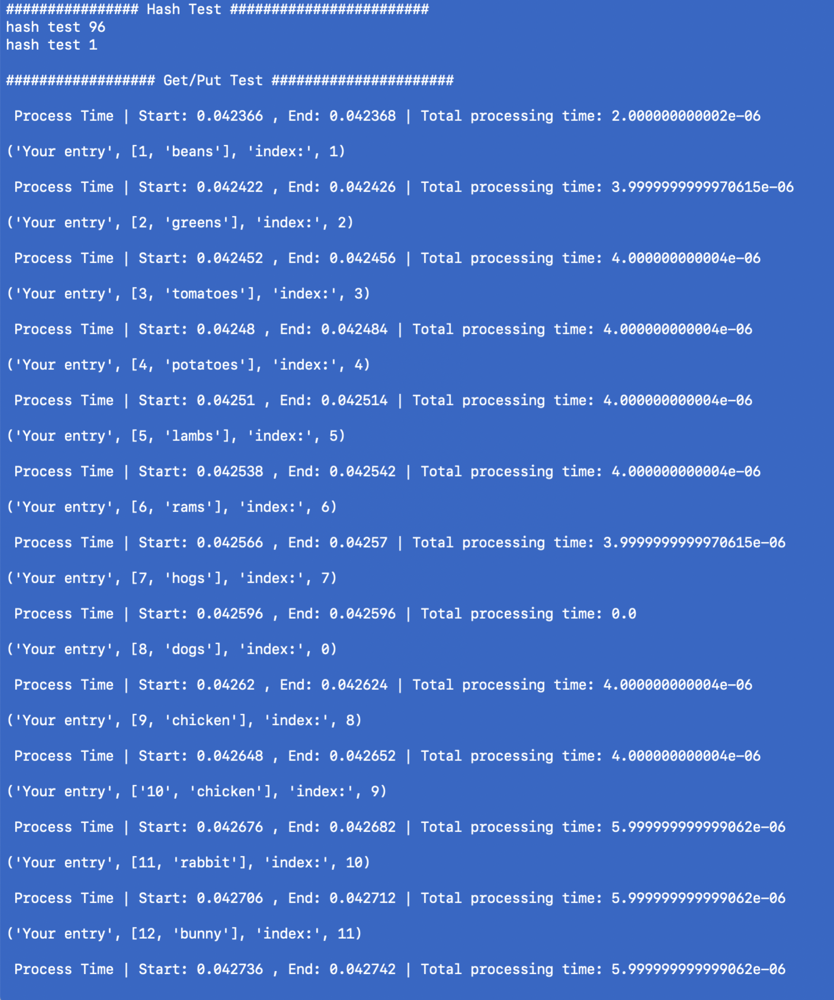 ################ Hash Test ########################
hash test 96
hash test 1
################## Get/Put Test ######################
Process Time | Start: 0.042366 , End: 0.042368 | Total processing time: 2.000000000002e-06
('Your entry', [1, 'beans'], 'index:', 1)
Process Time | Start: 0.042422 , End: 0.042426 | Total processing time: 3.9999999999970615e-06
('Your entry', [2, 'greens'], 'index:', 2)
Process Time | Start: 0.042452 , End: 0.042456 | Total processing time: 4.000000000004e-06
('Your entry', [3, 'tomatoes'], 'index:', 3)
Process Time | Start: 0.04248 , End: 0.042484 | Total processing time: 4.000000000004e-06
('Your entry', [4, 'potatoes'], 'index:', 4)
Process Time | Start: 0.04251 , End: 0.042514 | Total processing time: 4.000000000004e-06
('Your entry', [5, 'lambs'], 'index:', 5)
Process Time | Start: 0.042538 , End: 0.042542 | Total processing time: 4.000000000004e-06
('Your entry', [6, 'rams'], 'index:', 6)
Process Time | Start: 0.042566 , End: 0.04257 | Total processing time: 3.9999999999970615e-06
('Your entry', [7, 'hogs'], 'index:', 7)
Process Time | Start: 0.042596 , End: 0.042596 | Total processing time: 0.0
('Your entry', [8, 'dogs'], 'index:', 0)
Process Time | Start: 0.04262 , End: 0.042624 | Total processing time: 4.000000000004e-06
('Your entry', [9, 'chicken'], 'index:', 8)
Process Time | Start: 0.042648 , End: 0.042652 | Total processing time: 4.000000000004e-06
('Your entry', ['10', 'chicken'], 'index:', 9)
Process Time | Start: 0.042676 , End: 0.042682 | Total processing time: 5.999999999999062e-06
('Your entry', [11, 'rabbit'], 'index:', 10)
Process Time | Start: 0.042706 , End: 0.042712 | Total processing time: 5.999999999999062e-06
('Your entry', [12, 'bunny'], 'index:', 11)
Process Time | Start: 0.042736 , End: 0.042742 | Total processing time: 5.999999999999062e-06